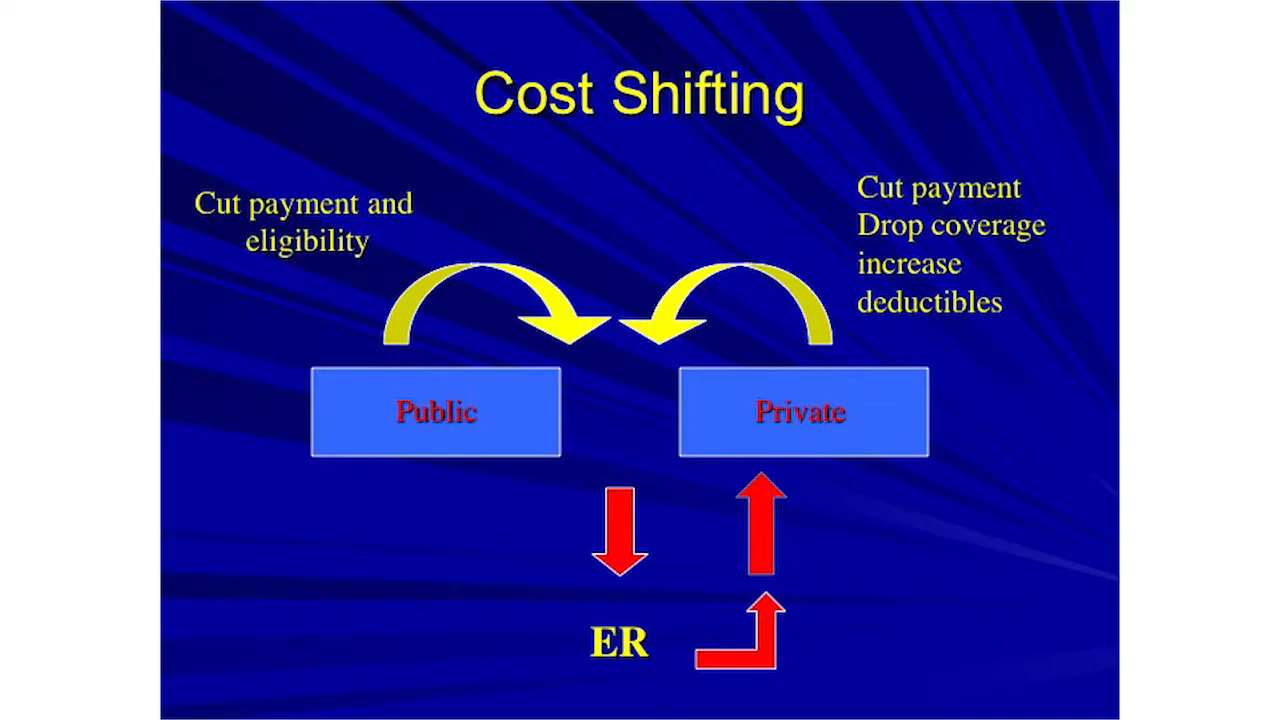 Cost Shifting
Cut payment and
eligibility
Cut payment
Drop coverage
increase
deductibles
Public
Private
ER